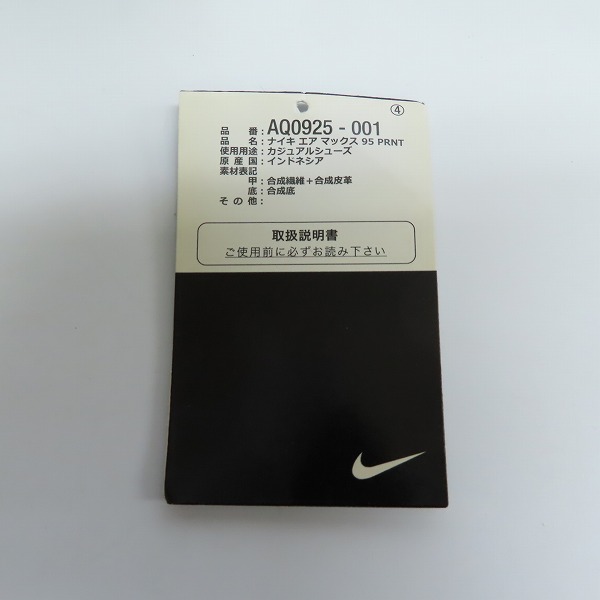 ④
品番：AQ0925 - 001
品名：ナイキ エア マックス 95 PRNT
使用用途：カジュアルシューズ
原産国：インドネシア
素材表記
甲：合成繊維＋合成皮革
底：合成底
その他：
取扱説明書
ご使用前に必ずお読み下さい